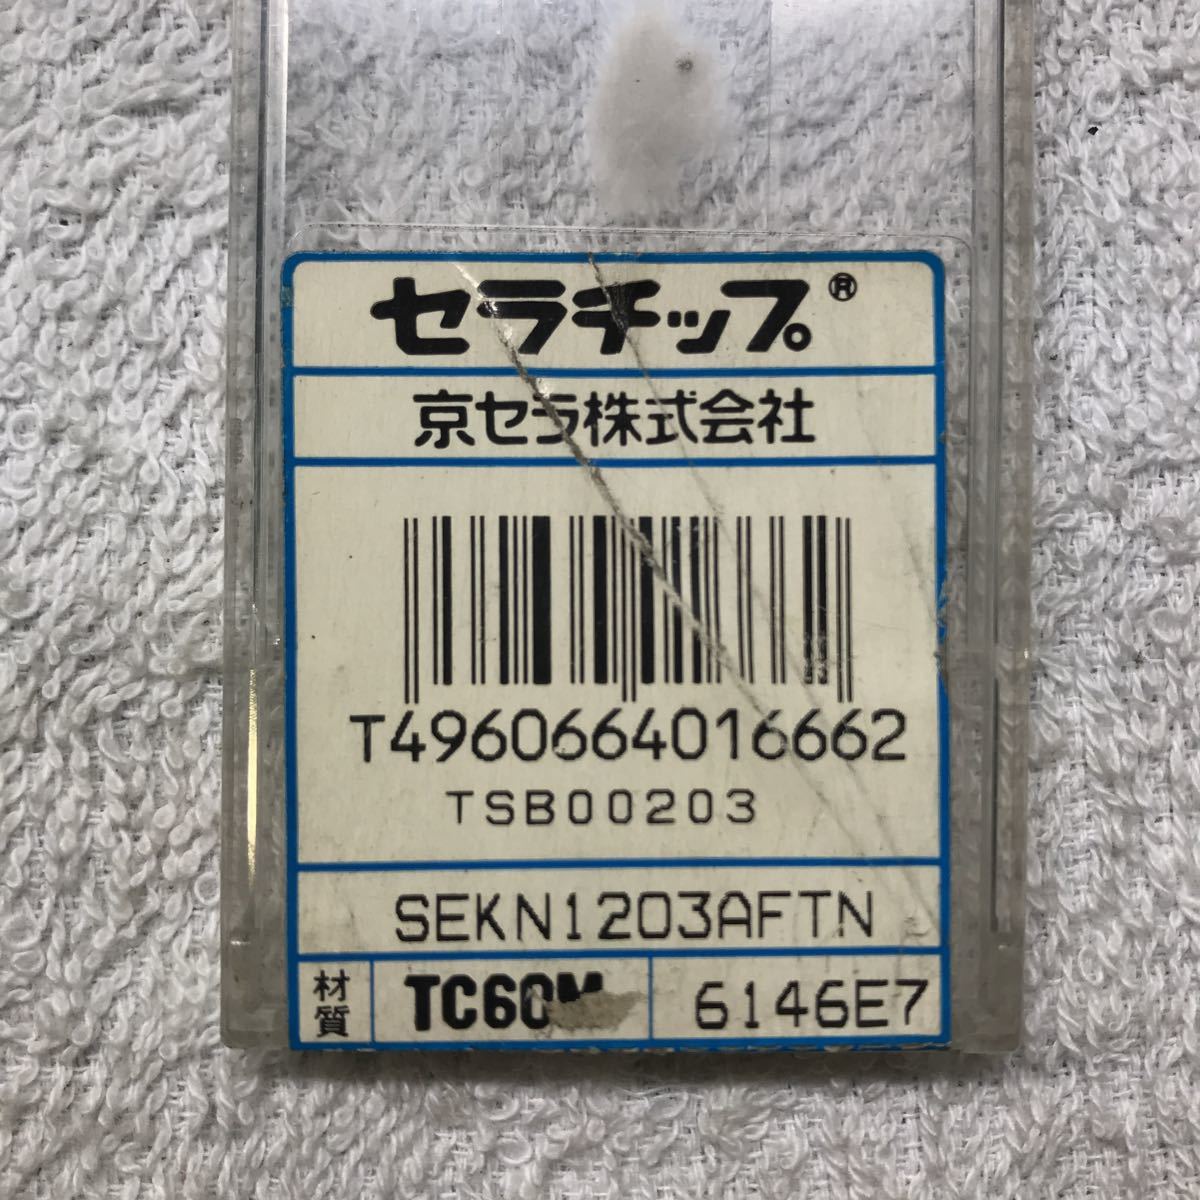 セラチップ®
京セラ株式会社
T4960664016662
TSB00203
SEKN1203AFTN
材質 TC60M 6146E7